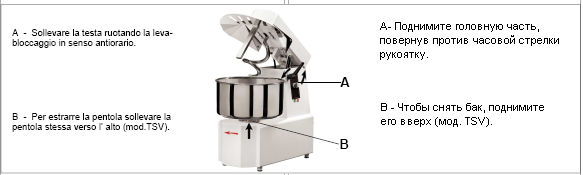 A - Sollevare la testa ruotando la leva-
bloccaggio in senso antiorario.
B - Per estrarre la pentola sollevare la
pentola stessa verso l' alto (mod.TSV).
A
B
A- Поднимите головную часть,
повернув против часовой стрелки
рукоятку.
B - Чтобы снять бак, поднимите
его вверх (мод. TSV).